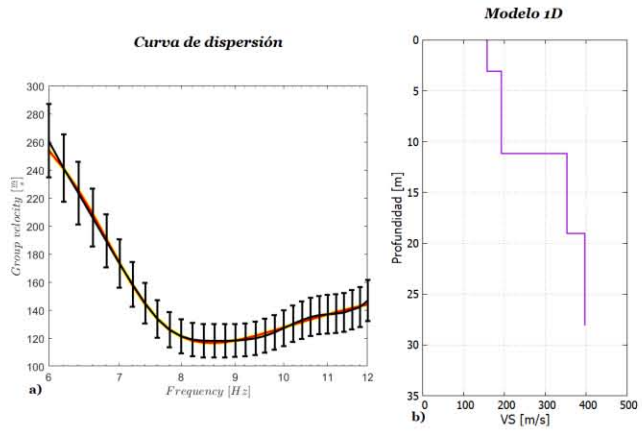 Curva de dispersión
300
280
260
240
220
200
180
160
140
120
100
Group velocity [m/s]
6 7 8 9 10 11 12
Frequency [Hz]
a)
Modelo 1D
0
5
10
15
20
25
30
35
Profundidad [m]
0 100 200 300 400 500
VS [m/s]
b)